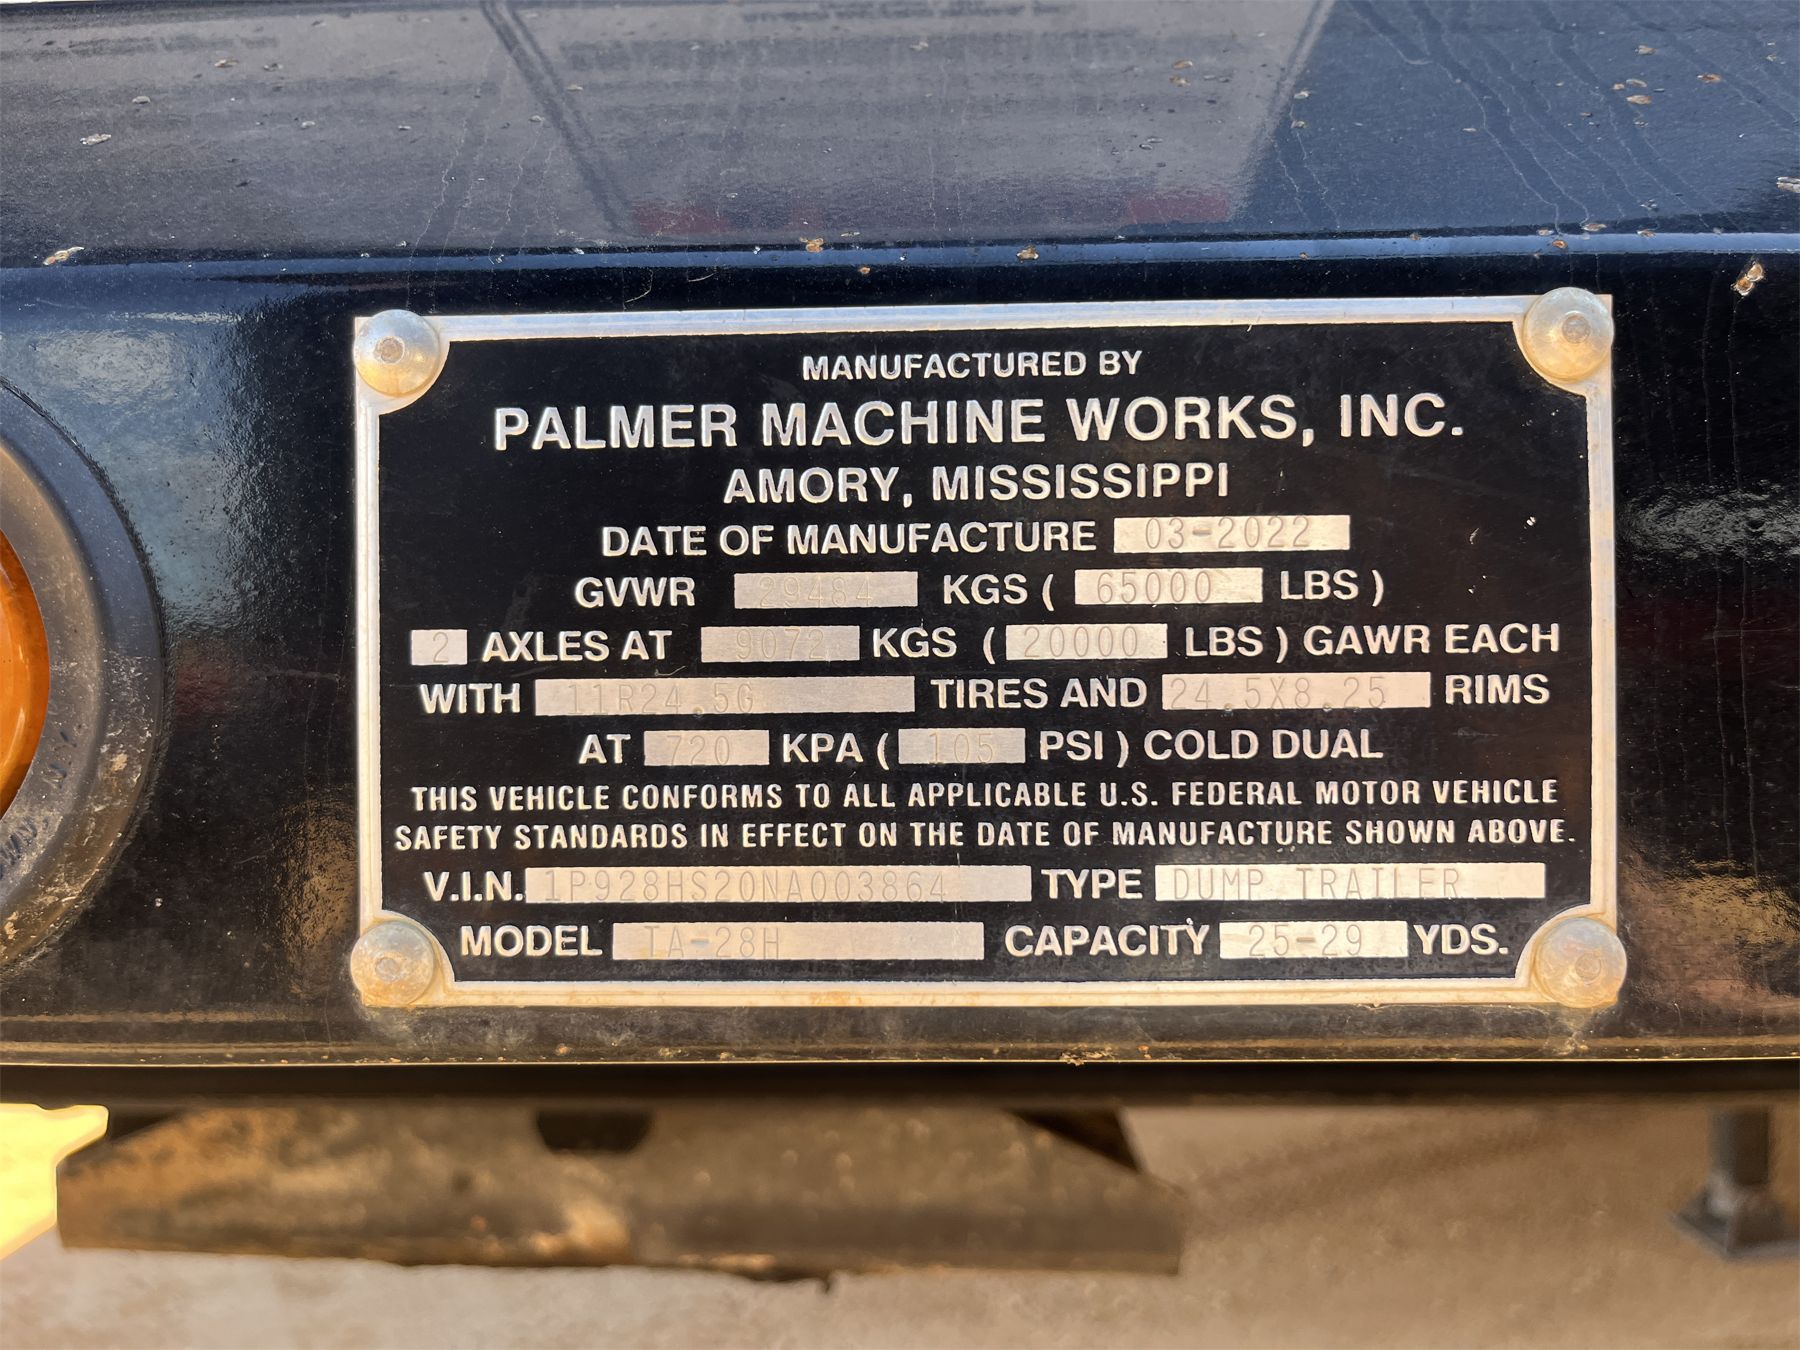 MANUFACTURED BY
PALMER MACHINE WORKS, INC.
AMORY, MISSISSIPPI
DATE OF MANUFACTURE 03-2022
GVWR 29484 KGS ( 65000 LBS )
2 AXLES AT 9072 KGS ( 20000 LBS ) GAWR EACH
WITH 11R24.5G TIRES AND 24.5X8.25 RIMS
AT 720 KPA ( 105 PSI ) COLD DUAL
THIS VEHICLE CONFORMS TO ALL APPLICABLE U.S. FEDERAL MOTOR VEHICLE
SAFETY STANDARDS IN EFFECT ON THE DATE OF MANUFACTURE SHOWN ABOVE.
V.I.N. 1P928HS20NA003864 TYPE DUMP TRAILER
MODEL TA-28H CAPACITY 25-29 YDS.